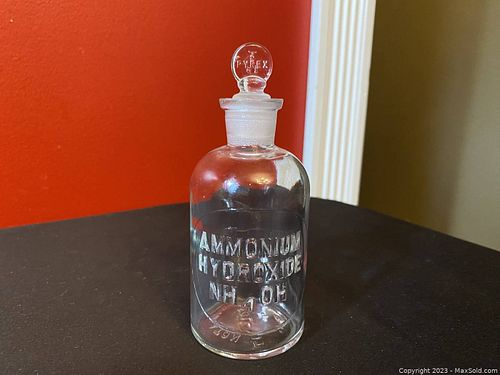 PYREX
AMMONIUM
HYDROXIDE
NH4OH
Copyright 2023 - MaxSold.com